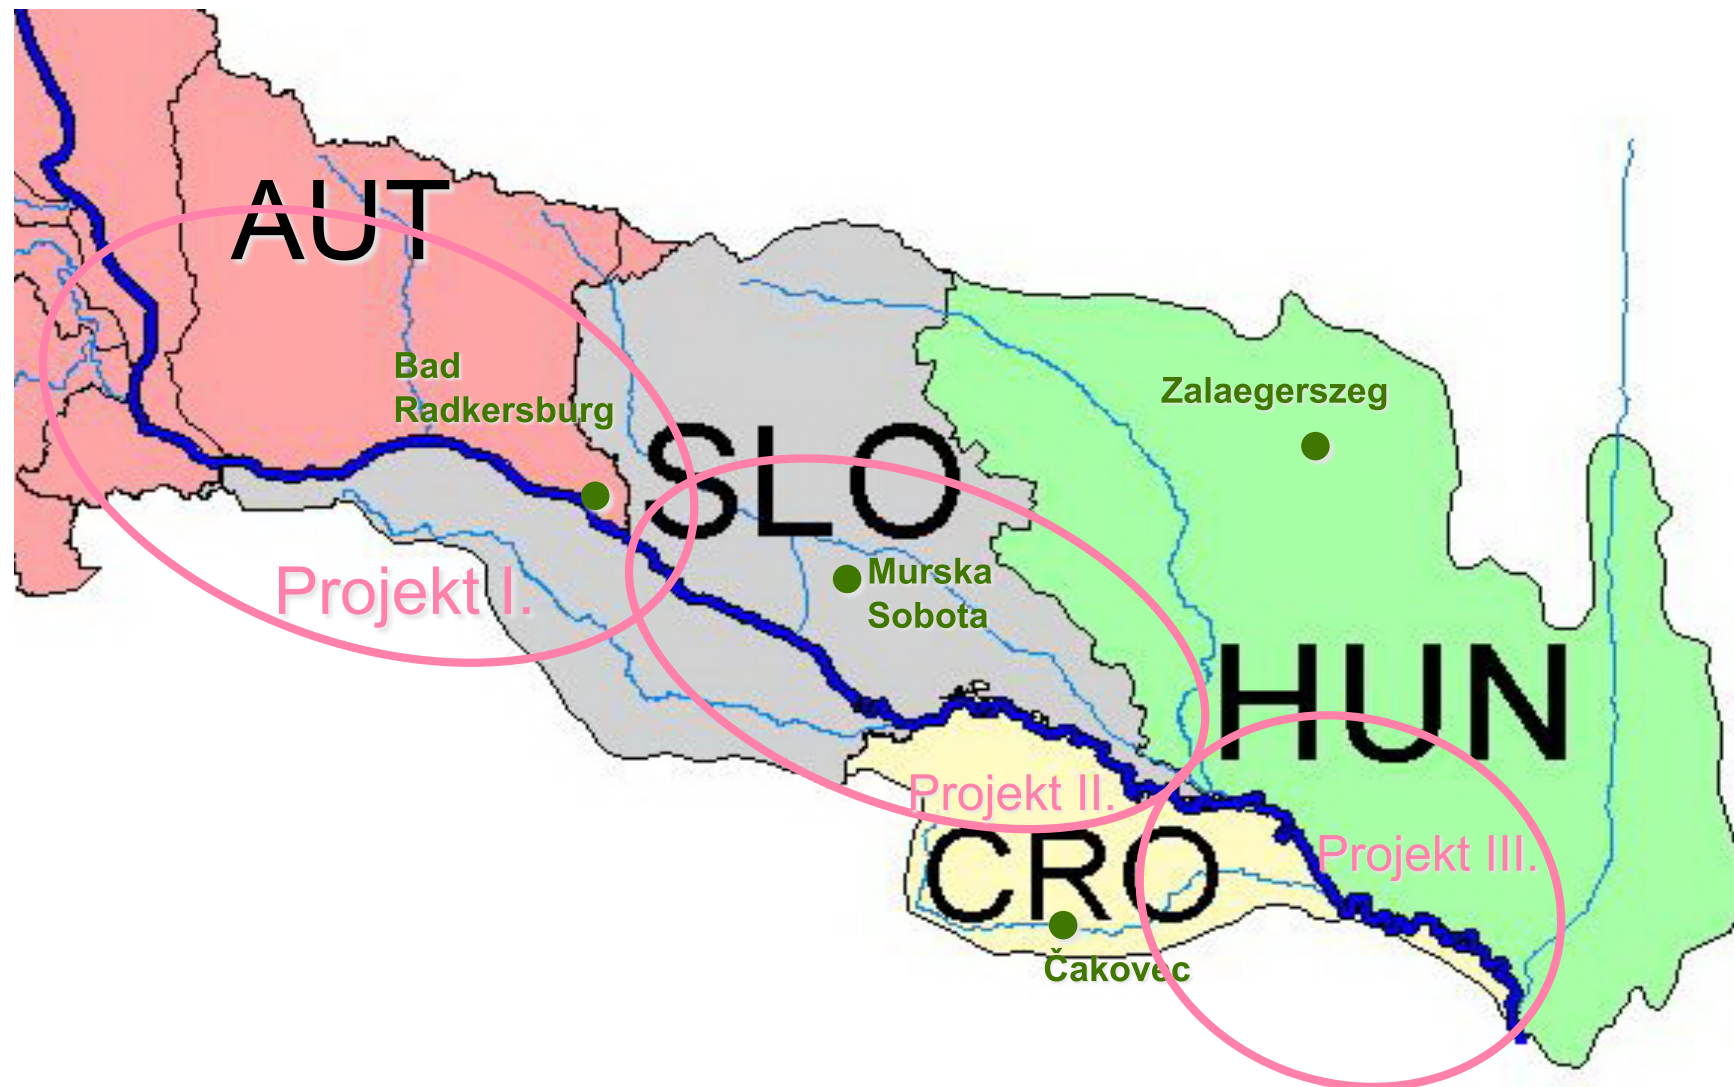 AUT
Bad
Radkersburg
Zalaegerszeg
SLO
Projekt I.
Murska
Sobota
HUN
Projekt II.
CRO
Projekt III.
Čakovec